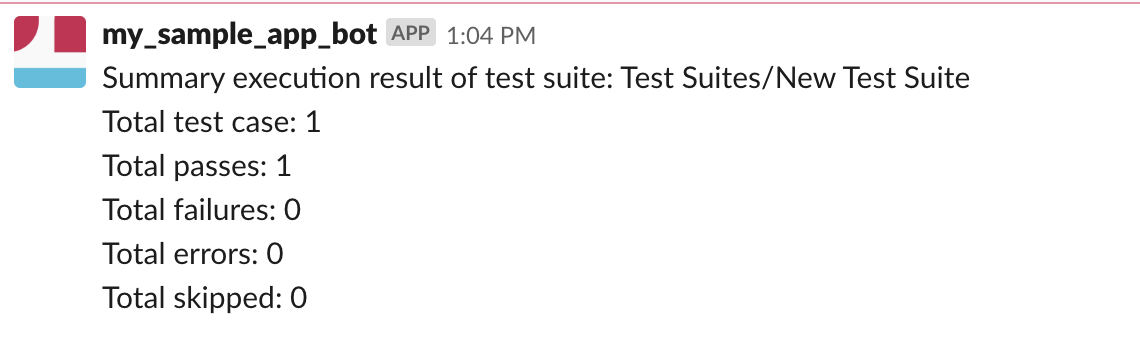 my_sample_app_bot APP 1:04 PM
Summary execution result of test suite: Test Suites/New Test Suite
Total test case: 1
Total passes: 1
Total failures: 0
Total errors: 0
Total skipped: 0